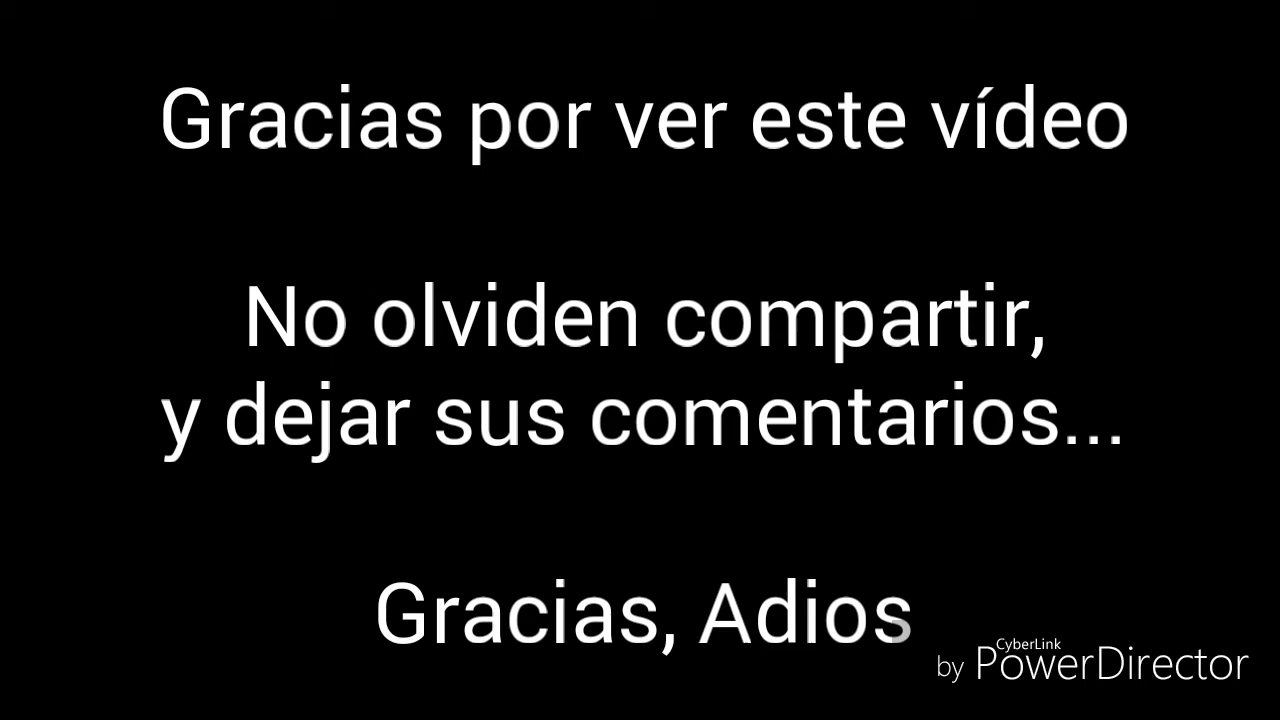 Gracias por ver este vídeo
No olviden compartir,
y dejar sus comentarios...
Gracias, Adios
CyberLink
by PowerDirector